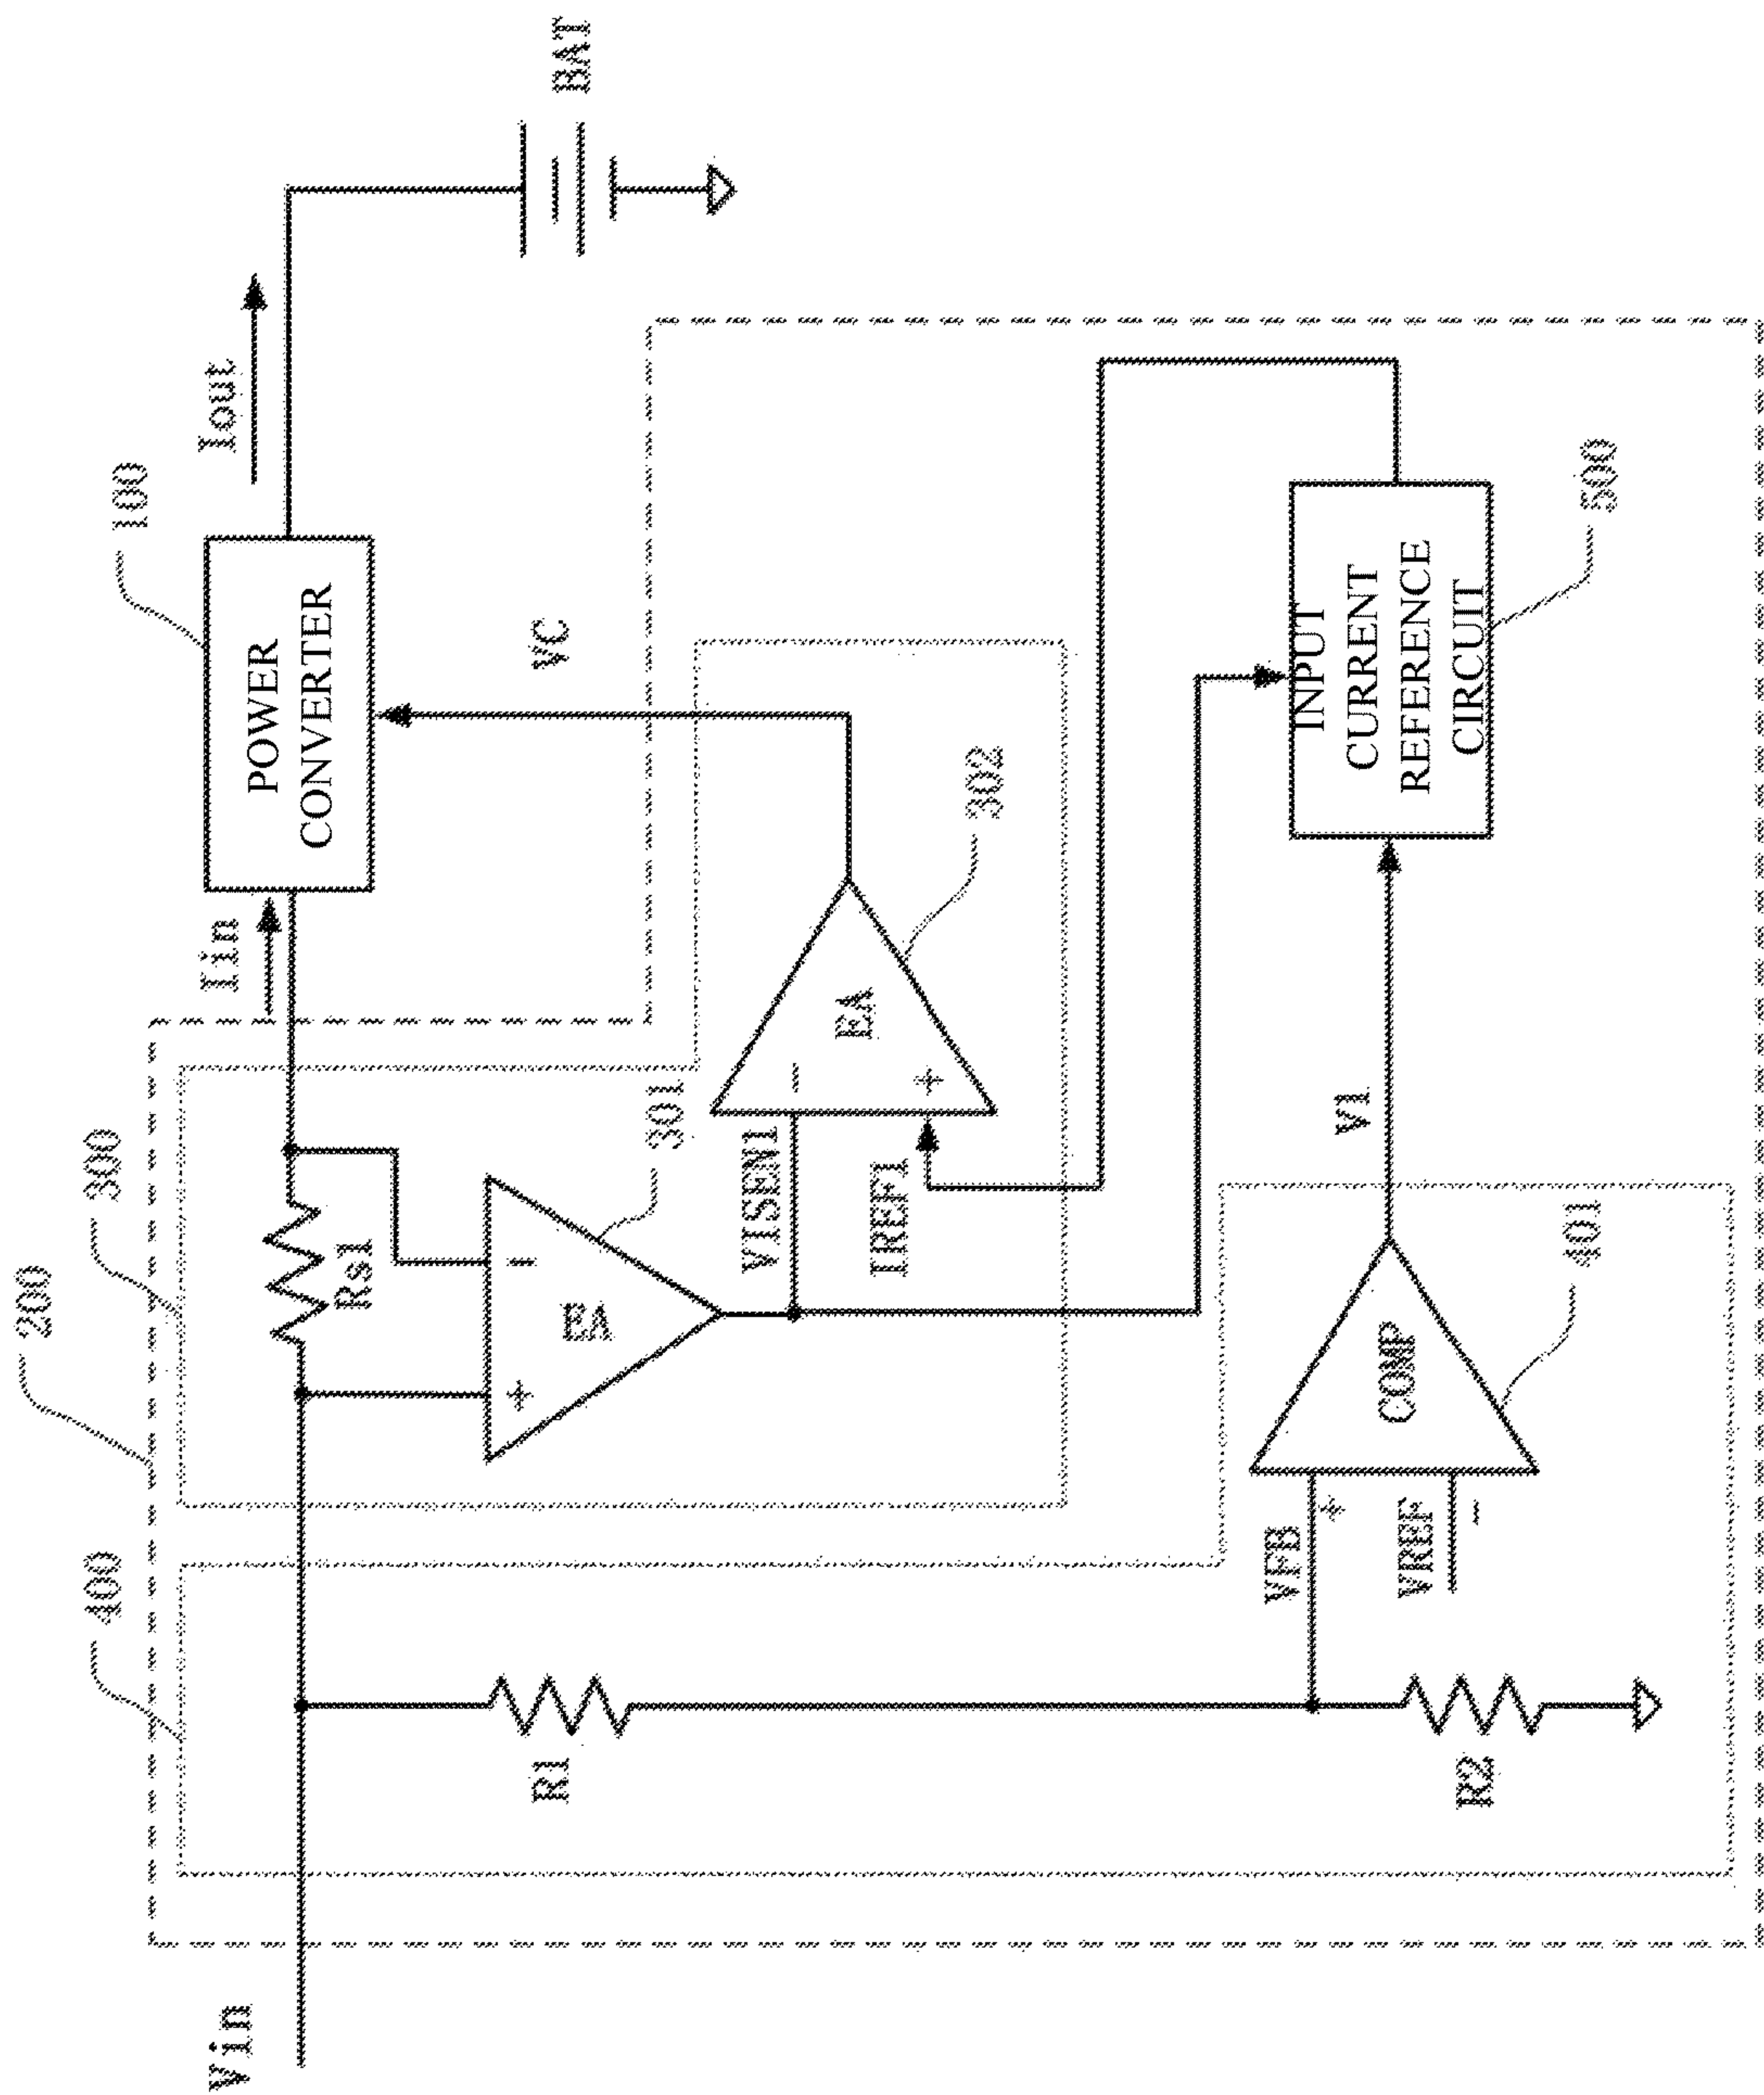 200
300
400
Vin
Rs1
Iin
100
POWER
CONVERTER
Iout
BAT
VC
EA
+
-
301
VISEN1
IREF1
EA
-
+
302
R1
R2
VFB
+
VREF
-
COMP
401
V1
INPUT
CURRENT
REFERENCE
CIRCUIT
500